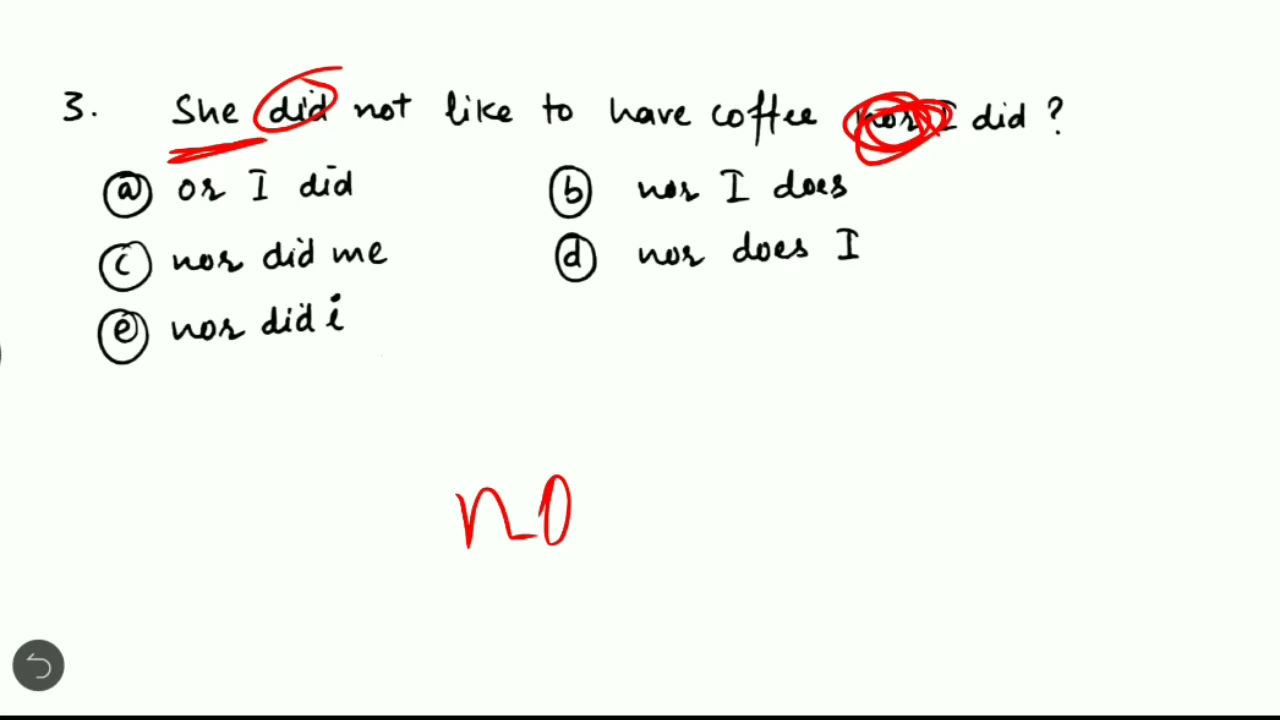 3. She did not like to have coffee nor I did ?
(a) or I did (b) nor I does
(c) nor did me (d) nor does I
(e) nor did i
no